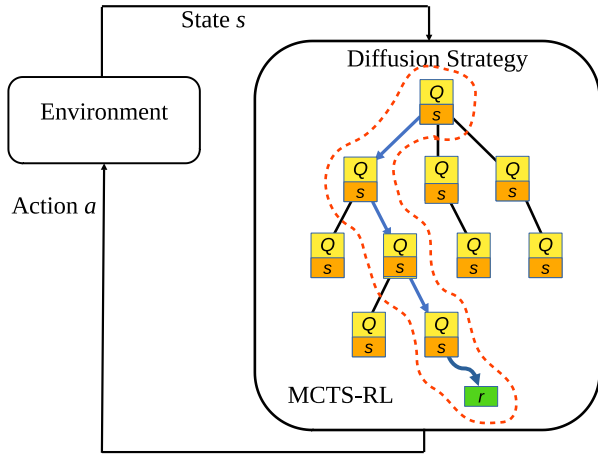 State s
Diffusion Strategy
Environment
Q
s
Q
s
Q
s
Q
s
Action a
Q
s
Q
s
Q
s
Q
s
Q
s
Q
s
MCTS-RL
r